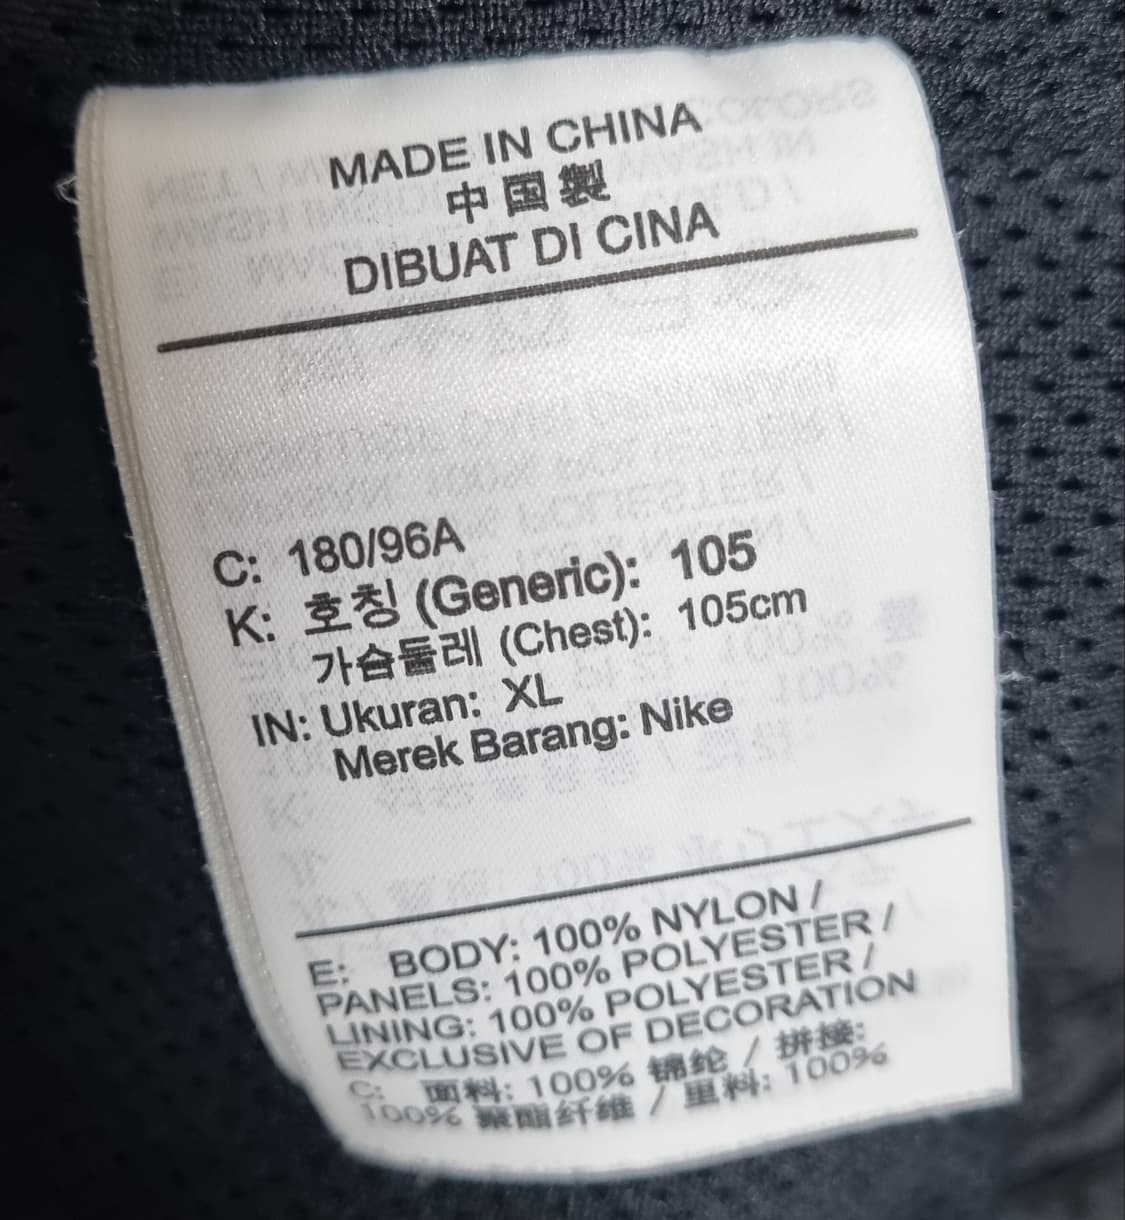 MADE IN CHINA
中国製
DIBUAT DI CINA
C: 180/96A
K: 호칭 (Generic): 105
가슴둘레 (Chest): 105cm
IN: Ukuran: XL
Merek Barang: Nike
E: BODY: 100% NYLON /
PANELS: 100% POLYESTER /
LINING: 100% POLYESTER /
EXCLUSIVE OF DECORATION
C: 面料: 100% 锦纶 / 拼接:
100% 聚酯纤维 / 里料: 100%